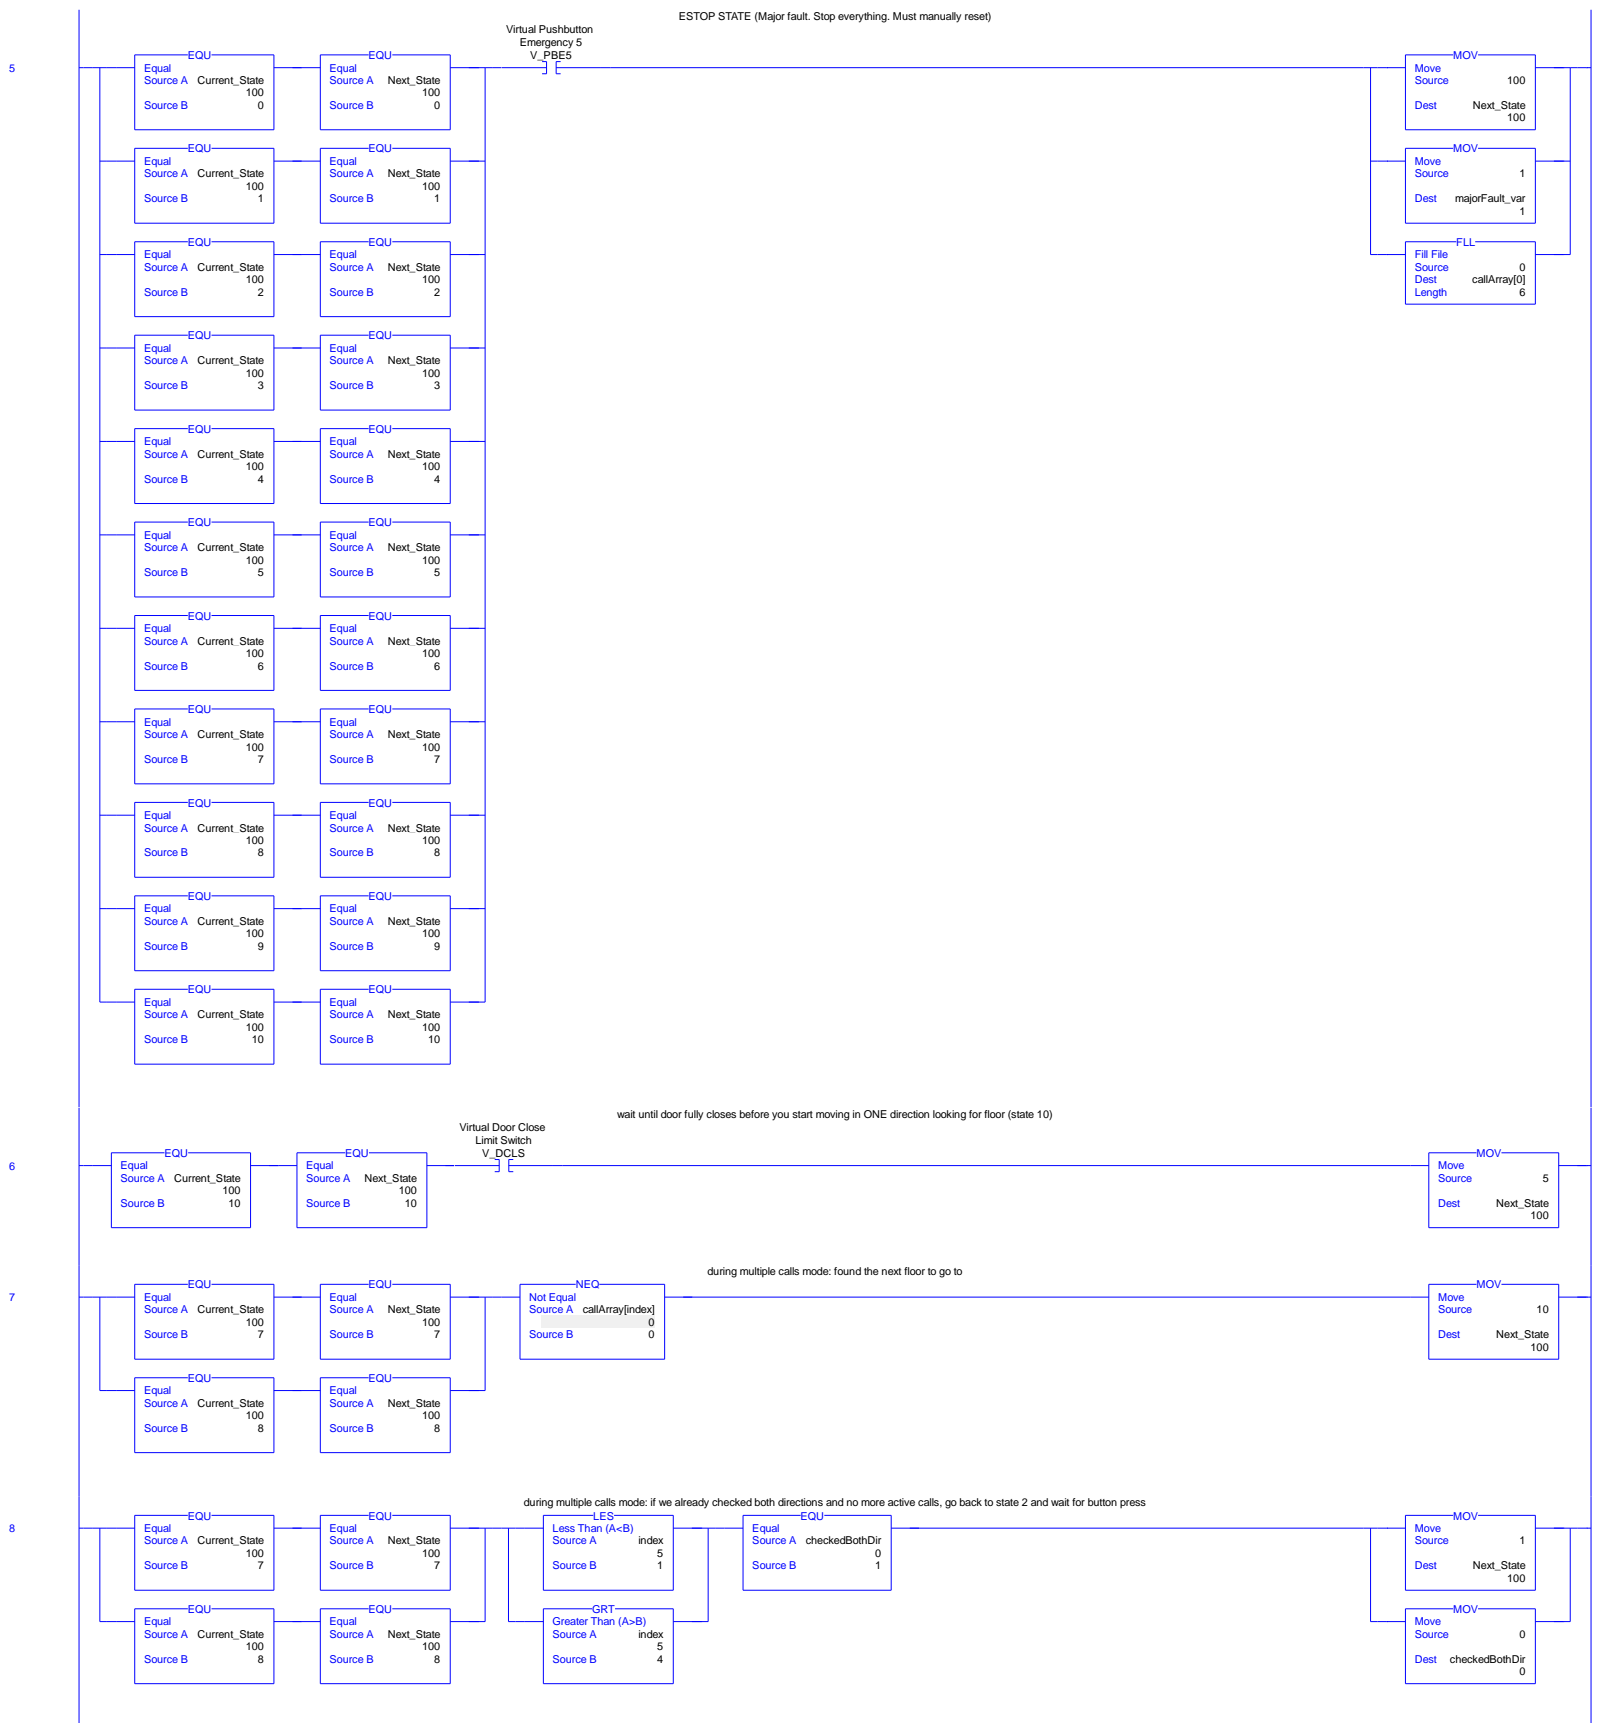 ESTOP STATE (Major fault. Stop everything. Must manually reset)
Virtual Pushbutton
Emergency 5
V_PBE5
5
EQU
Equal
Source A Current_State
100
Source B 0
EQU
Equal
Source A Next_State
100
Source B 0
MOV
Move
Source 100
Dest Next_State
100
EQU
Equal
Source A Current_State
100
Source B 1
EQU
Equal
Source A Next_State
100
Source B 1
MOV
Move
Source 1
Dest majorFault_var
1
EQU
Equal
Source A Current_State
100
Source B 2
EQU
Equal
Source A Next_State
100
Source B 2
FLL
Fill File
Source 0
Dest callArray[0]
Length 6
EQU
Equal
Source A Current_State
100
Source B 3
EQU
Equal
Source A Next_State
100
Source B 3
EQU
Equal
Source A Current_State
100
Source B 4
EQU
Equal
Source A Next_State
100
Source B 4
EQU
Equal
Source A Current_State
100
Source B 5
EQU
Equal
Source A Next_State
100
Source B 5
EQU
Equal
Source A Current_State
100
Source B 6
EQU
Equal
Source A Next_State
100
Source B 6
EQU
Equal
Source A Current_State
100
Source B 7
EQU
Equal
Source A Next_State
100
Source B 7
EQU
Equal
Source A Current_State
100
Source B 8
EQU
Equal
Source A Next_State
100
Source B 8
EQU
Equal
Source A Current_State
100
Source B 9
EQU
Equal
Source A Next_State
100
Source B 9
EQU
Equal
Source A Current_State
100
Source B 10
EQU
Equal
Source A Next_State
100
Source B 10
wait until door fully closes before you start moving in ONE direction looking for floor (state 10)
Virtual Door Close
Limit Switch
V_DCLS
6
EQU
Equal
Source A Current_State
100
Source B 10
EQU
Equal
Source A Next_State
100
Source B 10
MOV
Move
Source 5
Dest Next_State
100
during multiple calls mode: found the next floor to go to
7
EQU
Equal
Source A Current_State
100
Source B 7
EQU
Equal
Source A Next_State
100
Source B 7
NEQ
Not Equal
Source A callArray[index]
0
Source B 0
MOV
Move
Source 10
Dest Next_State
100
EQU
Equal
Source A Current_State
100
Source B 8
EQU
Equal
Source A Next_State
100
Source B 8
during multiple calls mode: if we already checked both directions and no more active calls, go back to state 2 and wait for button press
8
EQU
Equal
Source A Current_State
100
Source B 7
EQU
Equal
Source A Next_State
100
Source B 7
LES
Less Than (A<B)
Source A index
5
Source B 1
EQU
Equal
Source A checkedBothDir
0
Source B 1
MOV
Move
Source 1
Dest Next_State
100
EQU
Equal
Source A Current_State
100
Source B 8
EQU
Equal
Source A Next_State
100
Source B 8
GRT
Greater Than (A>B)
Source A index
5
Source B 4
MOV
Move
Source 0
Dest checkedBothDir
0